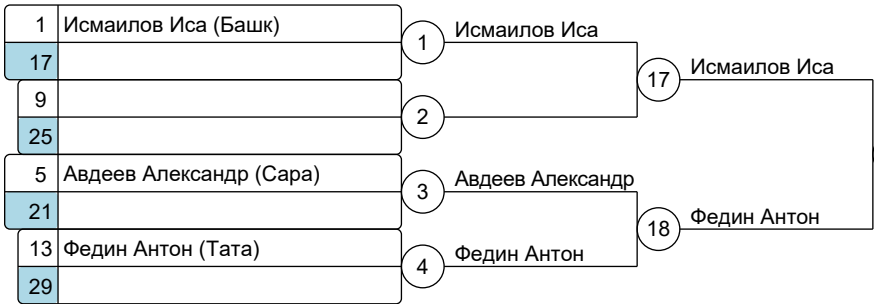 1 Исмаилов Иса (Башк)
17
1 Исмаилов Иса
9
25
2
17 Исмаилов Иса
5 Авдеев Александр (Сара)
21
3 Авдеев Александр
13 Федин Антон (Тата)
29
4 Федин Антон
18 Федин Антон